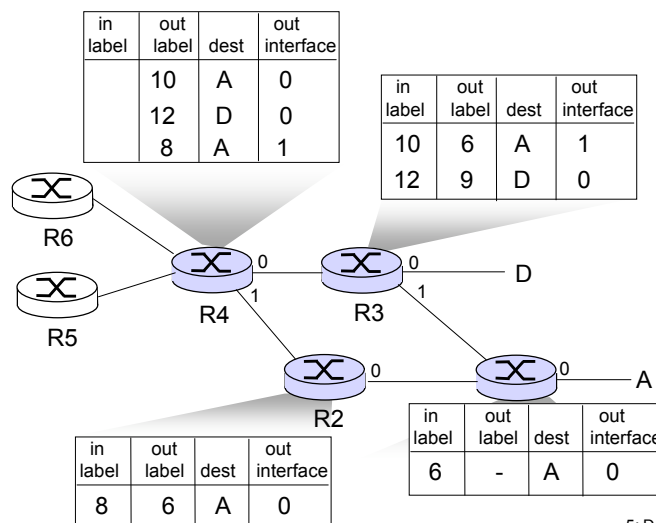 in label | out label | dest | out interface
10 | A | 0
12 | D | 0
8 | A | 1
in label | out label | dest | out interface
10 | 6 | A | 1
12 | 9 | D | 0
R6
R5
R4
0
1
R3
0
1
D
R2
0
0
A
in label | out label | dest | out interface
6 | - | A | 0
in label | out label | dest | out interface
8 | 6 | A | 0